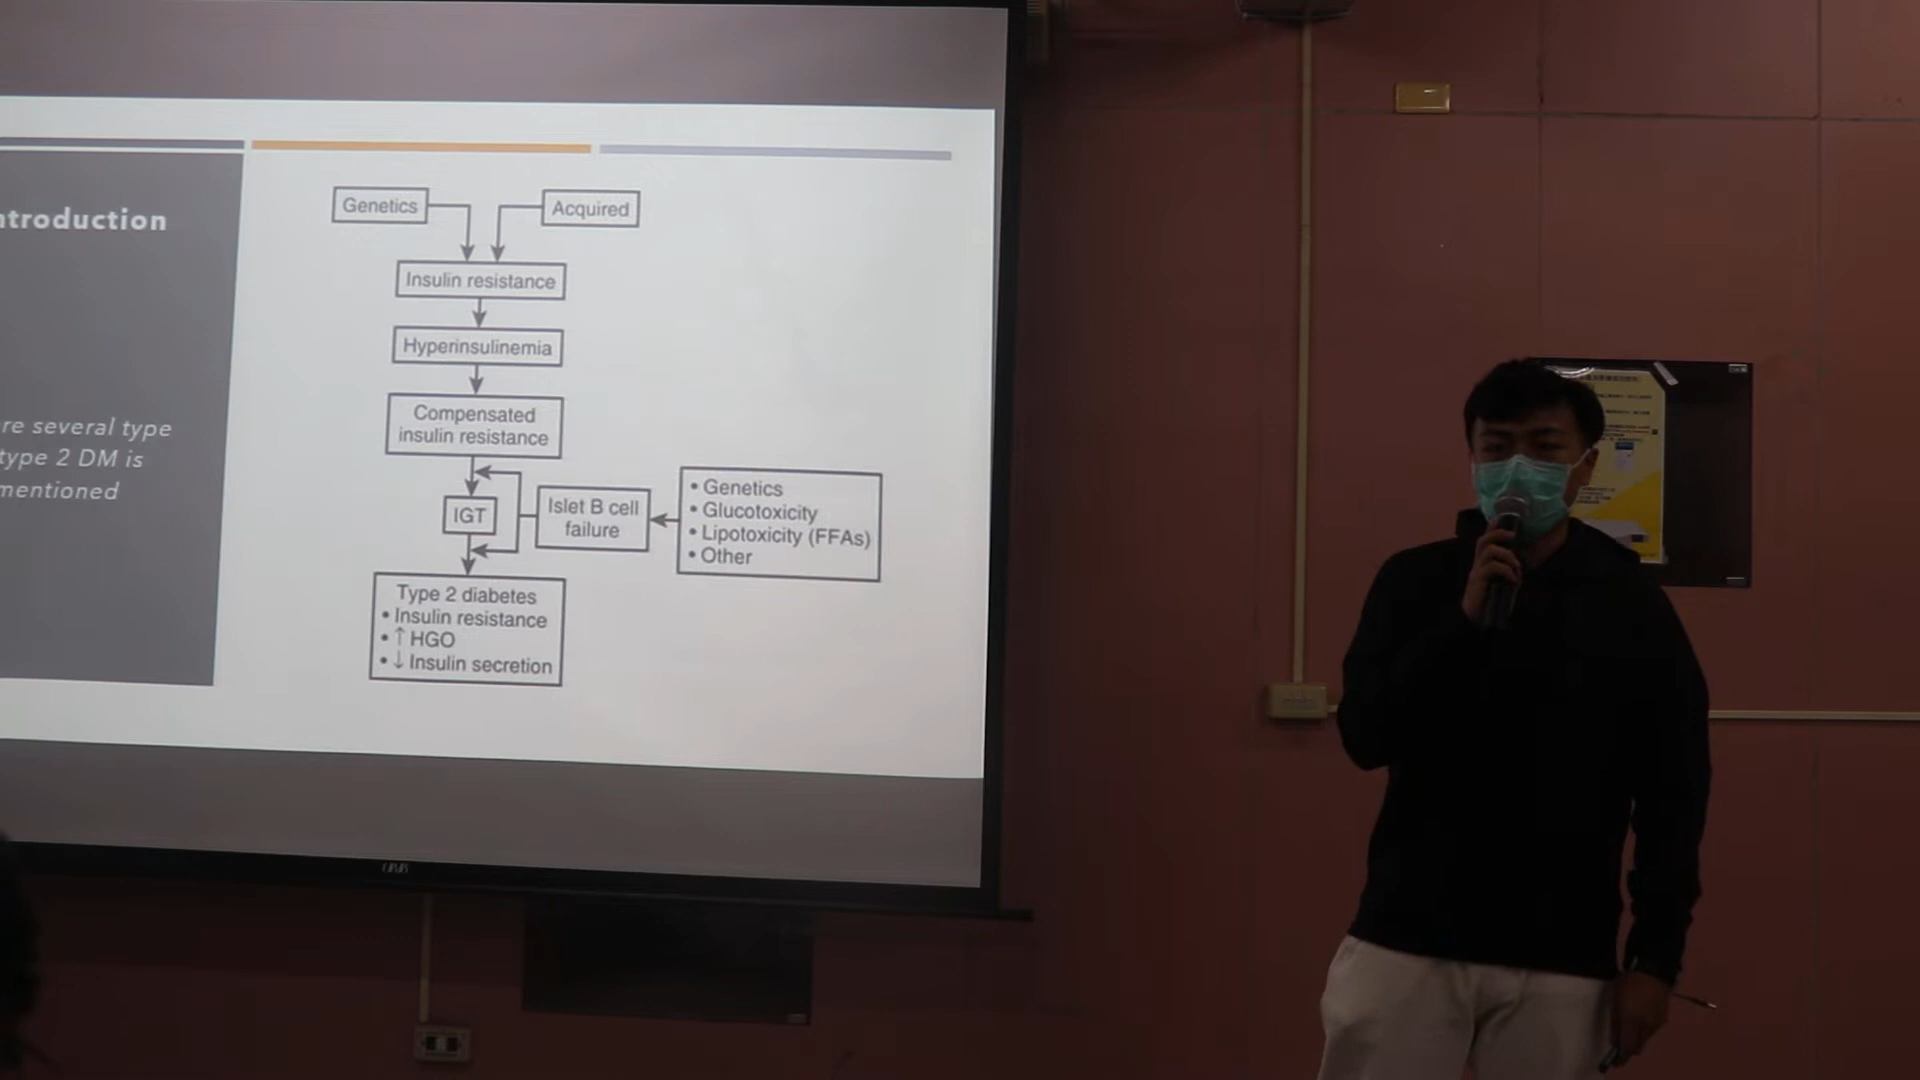 ntroduction
re several type
type 2 DM is
mentioned
Genetics
Acquired
Insulin resistance
Hyperinsulinemia
Compensated
insulin resistance
IGT
Islet B cell
failure
• Genetics
• Glucotoxicity
• Lipotoxicity (FFAs)
• Other
Type 2 diabetes
• Insulin resistance
• ↑ HGO
• ↓ Insulin secretion